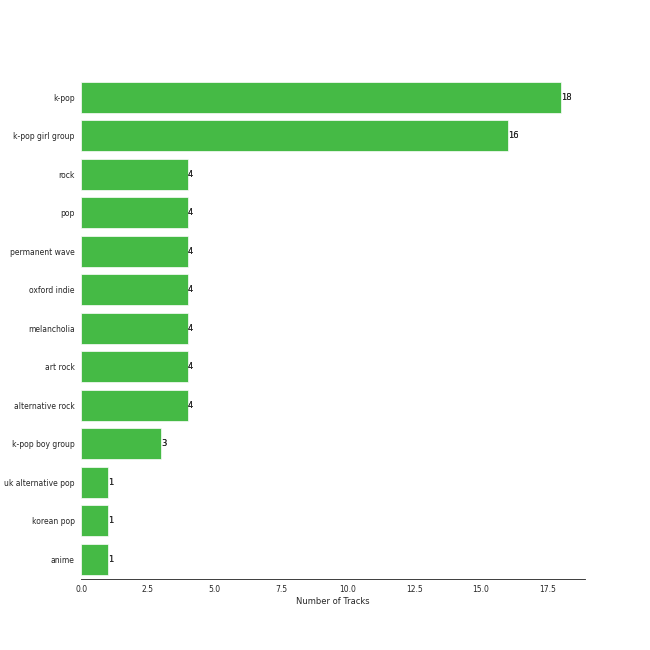 k-pop 18
k-pop girl group 16
rock 4
pop 4
permanent wave 4
oxford indie 4
melancholia 4
art rock 4
alternative rock 4
k-pop boy group 3
uk alternative pop 1
korean pop 1
anime 1
0.0 2.5 5.0 7.5 10.0 12.5 15.0 17.5
Number of Tracks